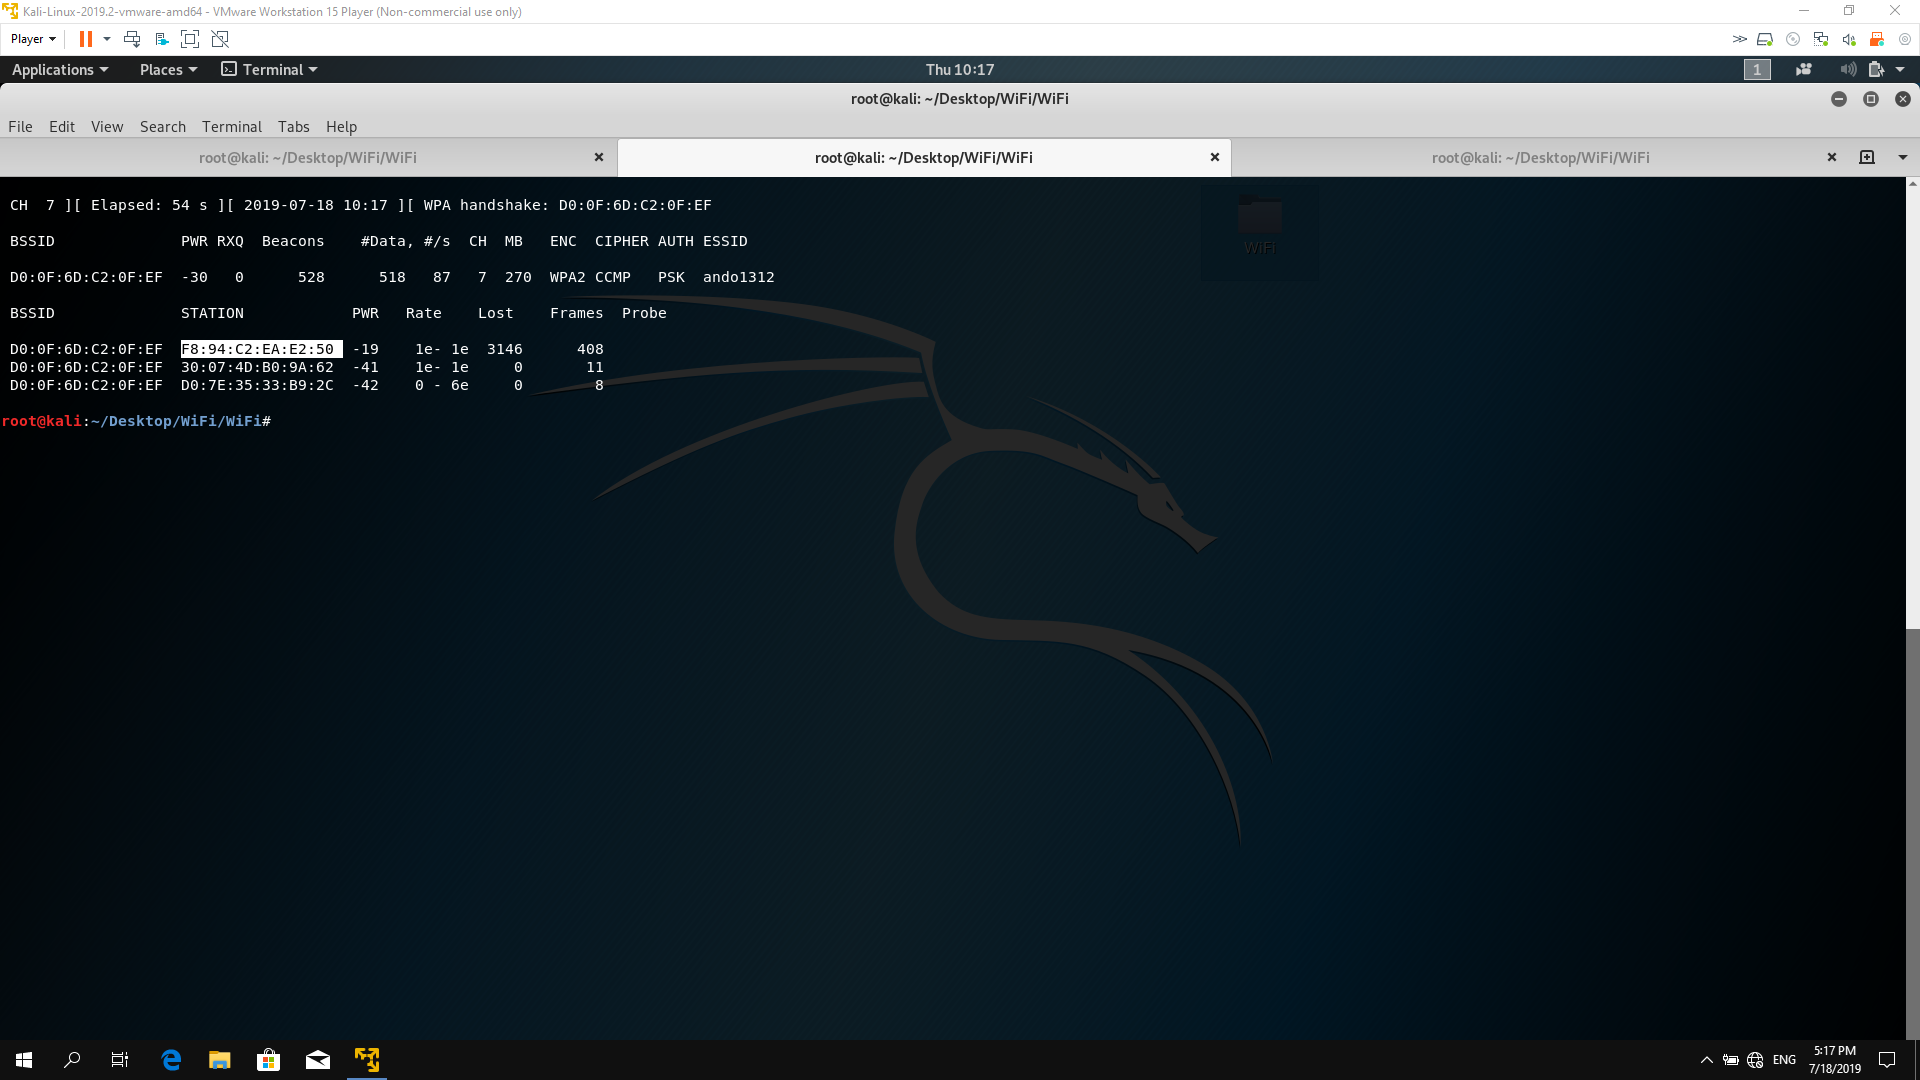 Kali-Linux-2019.2-vmware-amd64 - VMware Workstation 15 Player (Non-commercial use only)
Player
Applications Places Terminal Thu 10:17 1
root@kali: ~/Desktop/WiFi/WiFi
File Edit View Search Terminal Tabs Help
root@kali: ~/Desktop/WiFi/WiFi root@kali: ~/Desktop/WiFi/WiFi root@kali: ~/Desktop/WiFi/WiFi
CH 7 ][ Elapsed: 54 s ][ 2019-07-18 10:17 ][ WPA handshake: D0:0F:6D:C2:0F:EF
BSSID PWR RXQ Beacons #Data, #/s CH MB ENC CIPHER AUTH ESSID
WiFi
D0:0F:6D:C2:0F:EF -30 0 528 518 87 7 270 WPA2 CCMP PSK ando1312
BSSID STATION PWR Rate Lost Frames Probe
D0:0F:6D:C2:0F:EF F8:94:C2:EA:E2:50 -19 1e- 1e 3146 408
D0:0F:6D:C2:0F:EF 30:07:4D:B0:9A:62 -41 1e- 1e 0 11
D0:0F:6D:C2:0F:EF D0:7E:35:33:B9:2C -42 0 - 6e 0 8
root@kali:~/Desktop/WiFi/WiFi#
ENG
5:17 PM
7/18/2019